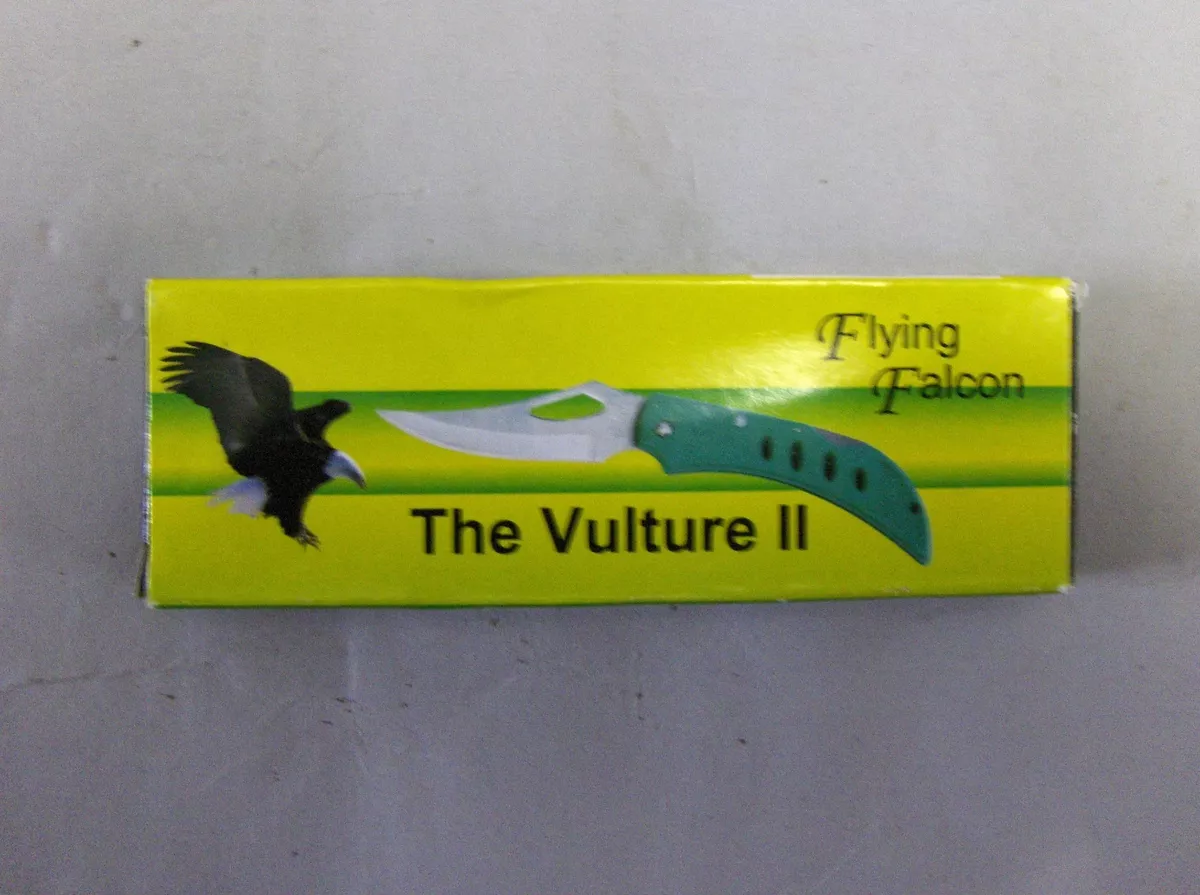 Flying
Falcon
The Vulture II